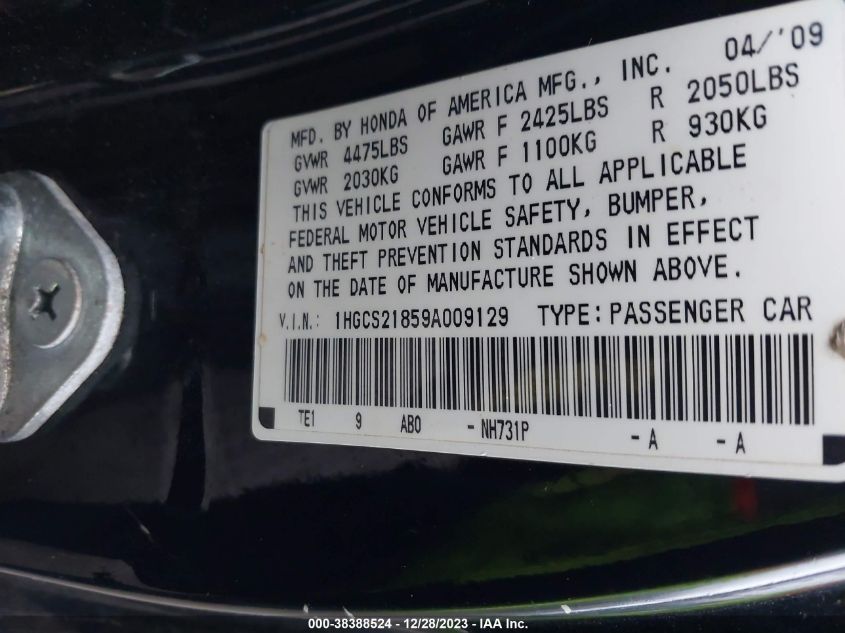 04/'09
MFD. BY HONDA OF AMERICA MFG., INC.
GVWR 4475LBS GAWR F 2425LBS R 2050LBS
GVWR 2030KG GAWR F 1100KG R 930KG
THIS VEHICLE CONFORMS TO ALL APPLICABLE
FEDERAL MOTOR VEHICLE SAFETY, BUMPER,
AND THEFT PREVENTION STANDARDS IN EFFECT
ON THE DATE OF MANUFACTURE SHOWN ABOVE.
V.I.N.: 1HGCS21859A009129 TYPE:PASSENGER CAR
TE1 9 AB0 -NH731P -A -A
000-38388524 - 12/28/2023 - IAA Inc.